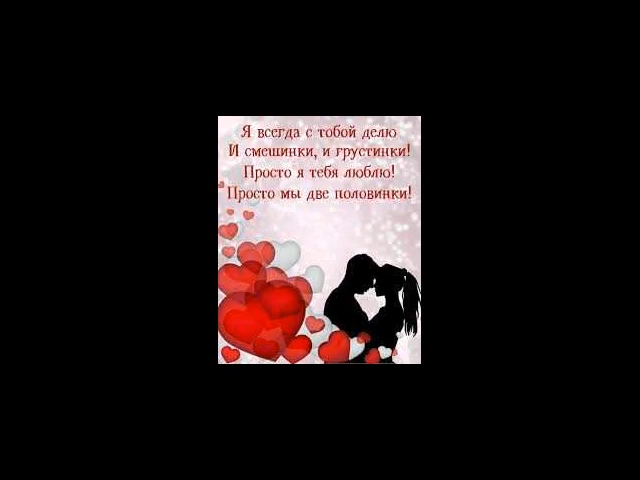 Я всегда с тобой делю
И смешинки, и грустинки!
Просто я тебя люблю!
Просто мы две половинки!